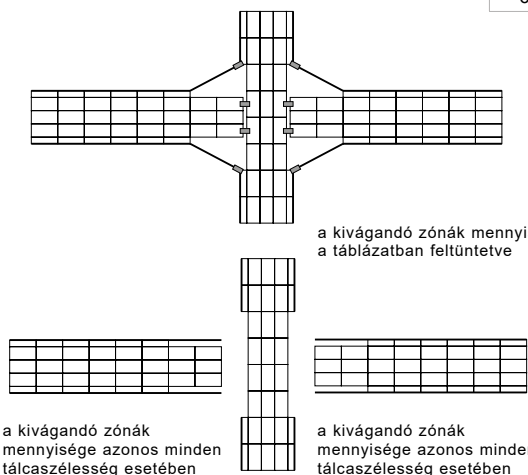 a kivágandó zónák mennyi
a táblázatban feltüntetve
a kivágandó zónák
mennyisége azonos minden
tálcaszélesség esetében
a kivágandó zónák
mennyisége azonos minde
tálcaszélesség esetében